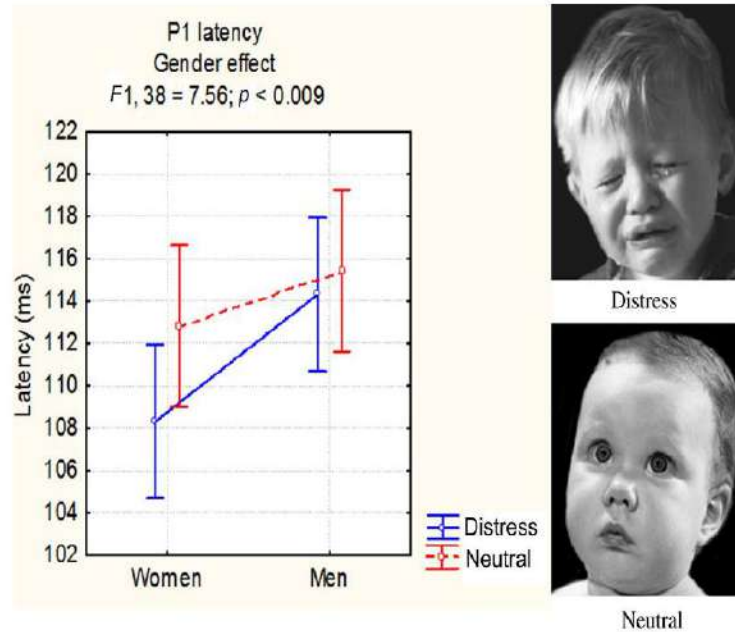 P1 latency
Gender effect
F1, 38 = 7.56; p < 0.009
122
120
118
116
114
112
110
108
106
104
102
Latency (ms)
Women
Men
Distress
Neutral
Distress
Neutral